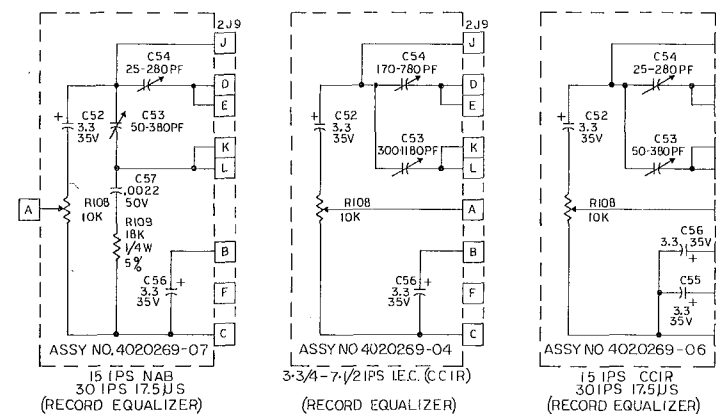 2J9
J
C54
25-280PF
D
E
+
C52
3.3
35V
C53
50-380PF
K
L
C57
.0022
50V
A
R108
10K
R109
18K
1/4W
5%
B
C56
3.3
35V
+
F
C
ASSY NO. 4020269-07
15 IPS NAB
30 IPS 17.5µS
(RECORD EQUALIZER)
2J9
J
C54
170-780PF
D
E
+
C52
3.3
35V
C53
300-1180PF
K
L
R108
10K
A
B
C56
3.3
35V
+
F
C
ASSY NO. 4020269-04
3-3/4-7-1/2 IPS I.E.C. (CCIR)
(RECORD EQUALIZER)
C54
25-280PF
+
C52
3.3
35V
C53
50-380PF
R108
10K
C56
3.3 35V
+
C55
+
3.3
35V
ASSY NO. 4020269-06
15 IPS CCIR
30 IPS 17.5µS
(RECORD EQUALIZER)